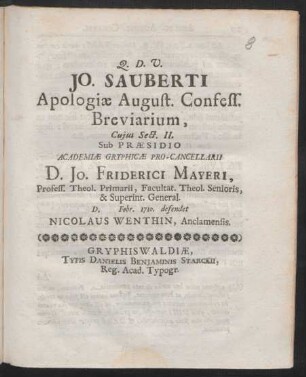 8
Q. D. V.
JO. SAUBERTI
Apologiæ August. Confess.
Breviarium,
Cujus Sect. II.
Sub PRÆSIDIO
ACADEMIÆ GRYPHICÆ PRO-CANCELLARII
D. Jo. FRIDERICI MAYERI,
Profess. Theol. Primarii, Facultat. Theol. Senioris,
& Superint. General.
D. Febr. 1710. defendet
NICOLAUS WENTHIN, Anclamensis.
GRYPHISWALDIÆ,
TYPIS DANIELIS BENJAMINIS STARCKII,
Reg. Acad. Typogr.